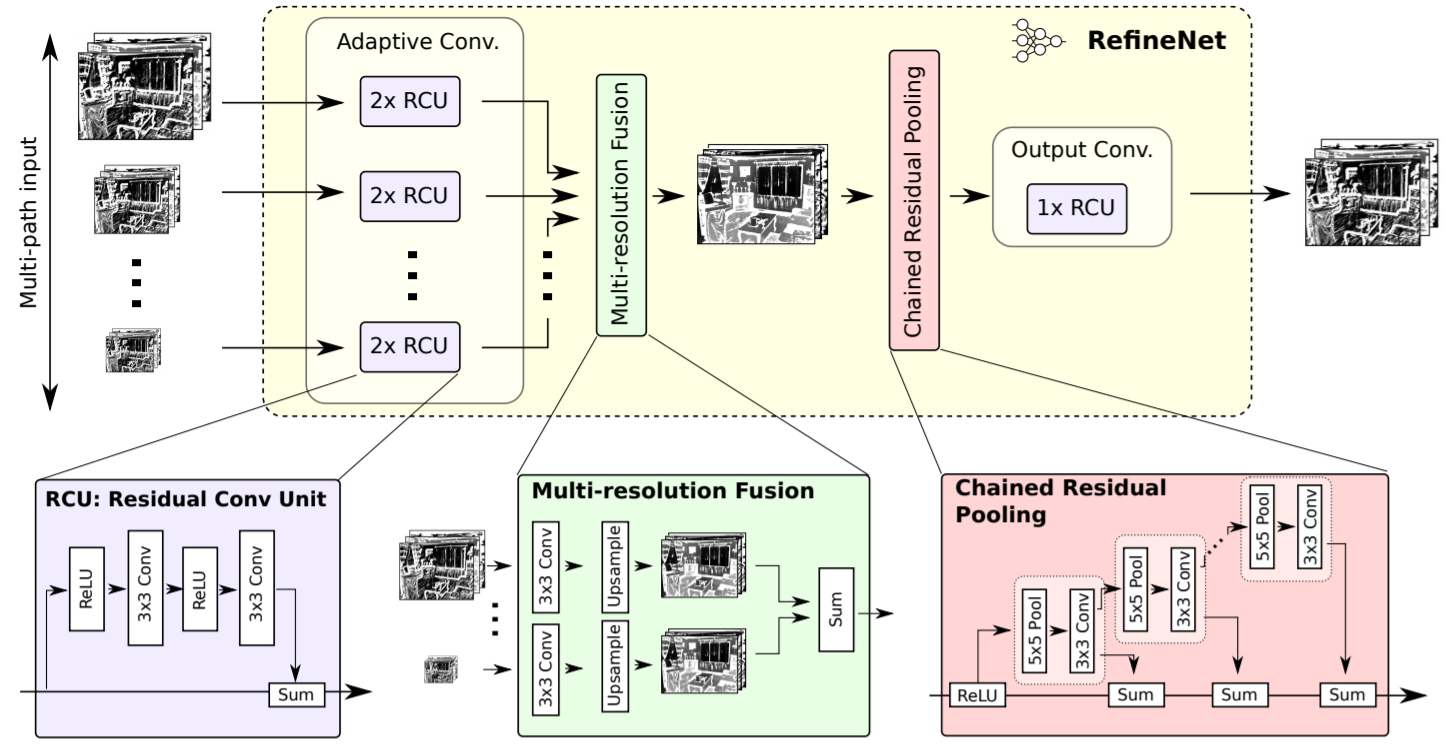 Multi-path input
Adaptive Conv.
2x RCU
2x RCU
2x RCU
Multi-resolution Fusion
Chained Residual Pooling
RefineNet
Output Conv.
1x RCU
RCU: Residual Conv Unit
ReLU
3x3 Conv
ReLU
3x3 Conv
Sum
Multi-resolution Fusion
3x3 Conv
Upsample
3x3 Conv
Upsample
Sum
Chained Residual
Pooling
ReLU
5x5 Pool
3x3 Conv
Sum
5x5 Pool
3x3 Conv
Sum
5x5 Pool
3x3 Conv
Sum